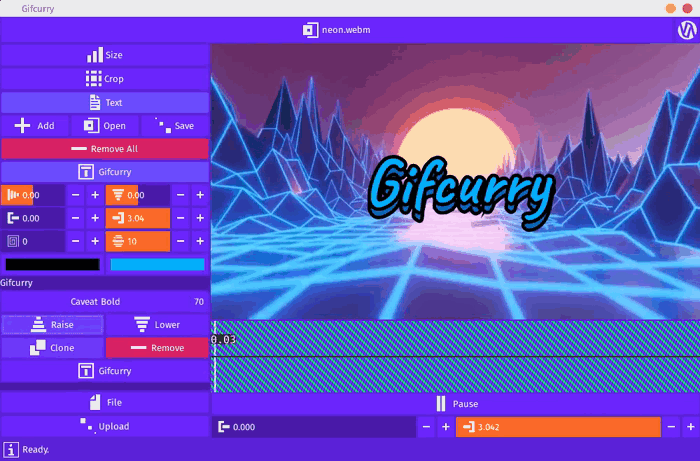 Gifcurry
neon.webm
Size
Crop
Text
Add Open Save
Remove All
Gifcurry
0.00 − + 0.00 − +
0.00 − + 3.04 − +
0 − + 10 − +
Gifcurry
Caveat Bold 70
Raise Lower
Clone Remove
Gifcurry
File
Upload
Ready.
Gifcurry
0.03
Pause
0.000 − + 3.042 − +